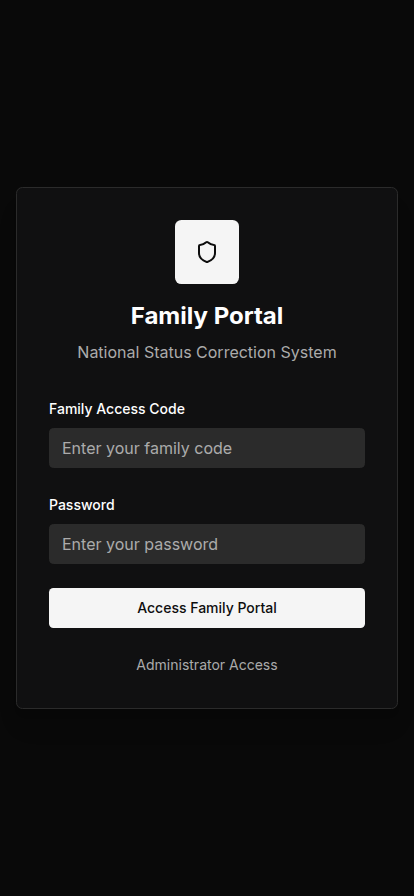 Family Portal
National Status Correction System
Family Access Code
Enter your family code
Password
Enter your password
Access Family Portal
Administrator Access